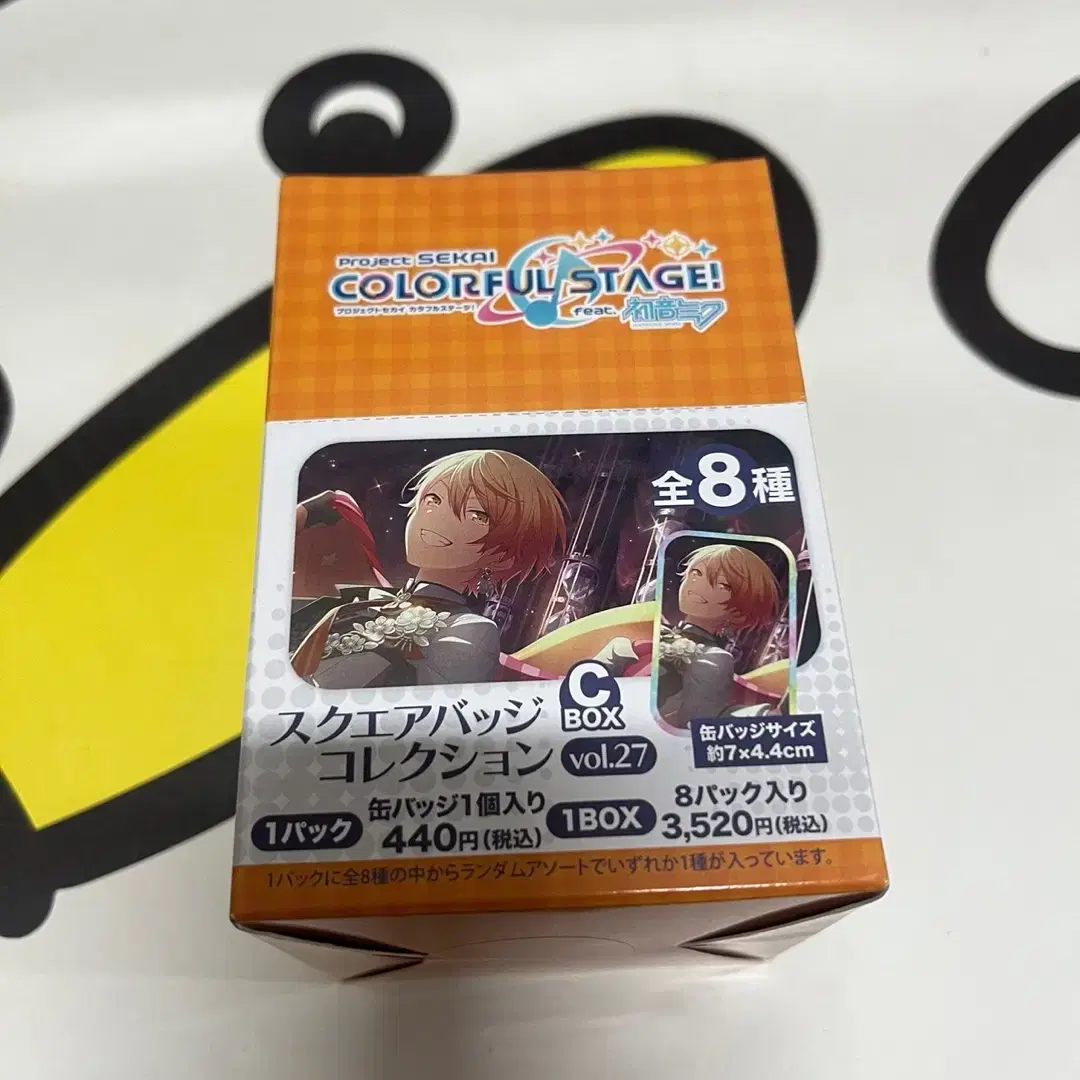 Project SEKAI
COLORFUL STAGE!
プロジェクトセカイ カラフルステージ!
feat. 初音ミク
HATSUNE MIKU
全8種
C
BOX
スクエアバッジ
コレクション vol.27
缶バッジサイズ
約7×4.4cm
1パック 缶バッジ1個入り 440円(税込)
1BOX 8パック入り 3,520円(税込)
1パックに全8種の中からランダムアソートでいずれか1種が入っています。